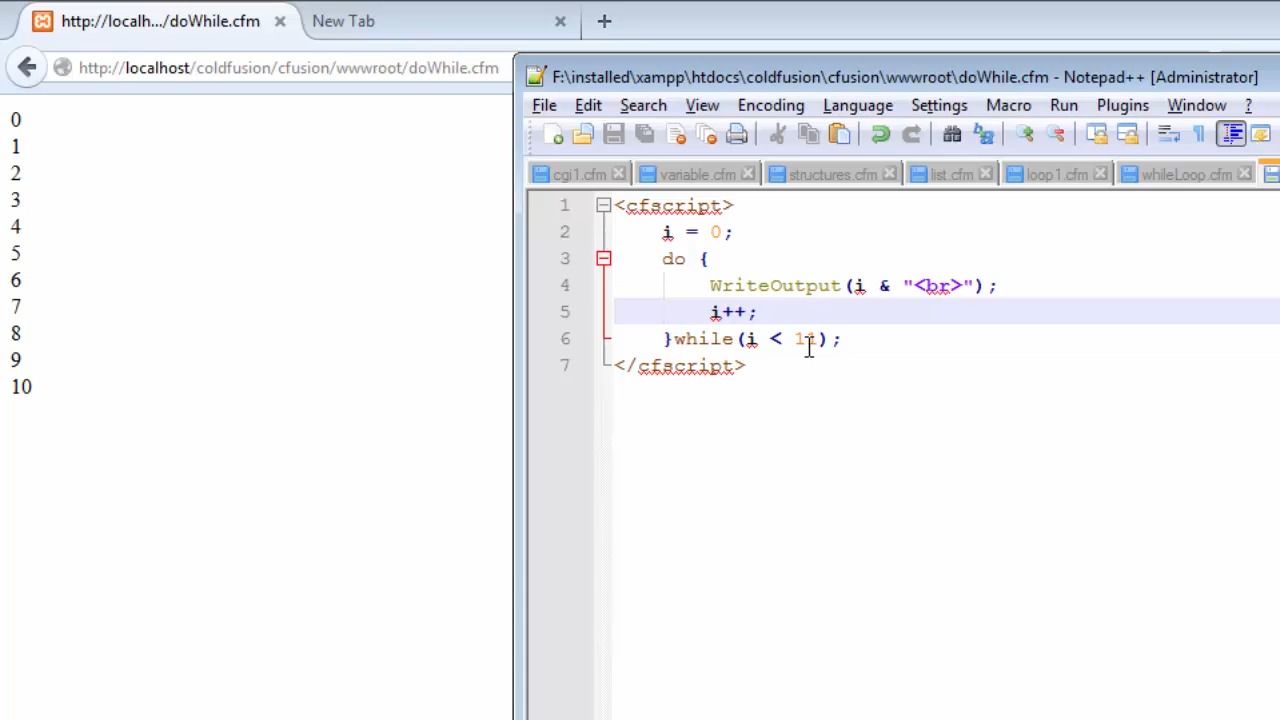 http://localh.../doWhile.cfm
New Tab
http://localhost/coldfusion/cfusion/wwwroot/doWhile.cfm
0
1
2
3
4
5
6
7
8
9
10
F:\installed\xampp\htdocs\coldfusion\cfusion\wwwroot\doWhile.cfm - Notepad++ [Administrator]
File Edit Search View Encoding Language Settings Macro Run Plugins Window ?
cgi1.cfm variable.cfm structures.cfm list.cfm loop1.cfm whileLoop.cfm
1 <cfscript>
2 i = 0;
3 do {
4 WriteOutput(i & "<br>");
5 i++;
6 }while(i < 11);
7 </cfscript>